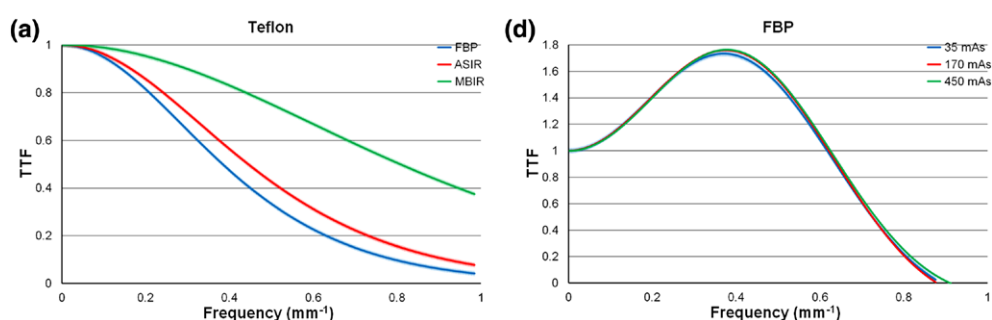 (a)
Teflon
FBP
ASIR
MBIR
1
0.8
0.6
0.4
0.2
0
TTF
0 0.2 0.4 0.6 0.8 1
Frequency (mm-1)
(d)
FBP
35 mAs
170 mAs
450 mAs
1.8
1.6
1.4
1.2
1
0.8
0.6
0.4
0.2
0
TTF
0 0.2 0.4 0.6 0.8 1
Frequency (mm-1)